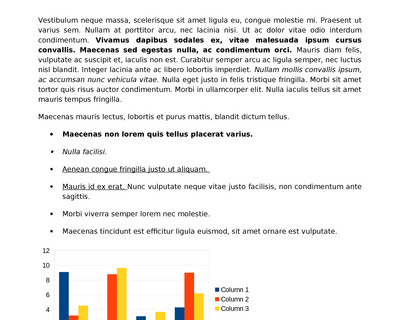 Vestibulum neque massa, scelerisque sit amet ligula eu, congue molestie mi. Praesent ut
varius sem. Nullam at porttitor arcu, nec lacinia nisi. Ut ac dolor vitae odio interdum
condimentum. Vivamus dapibus sodales ex, vitae malesuada ipsum cursus
convallis. Maecenas sed egestas nulla, ac condimentum orci. Mauris diam felis,
vulputate ac suscipit et, iaculis non est. Curabitur semper arcu ac ligula semper, nec luctus
nisl blandit. Integer lacinia ante ac libero lobortis imperdiet. Nullam mollis convallis ipsum,
ac accumsan nunc vehicula vitae. Nulla eget justo in felis tristique fringilla. Morbi sit amet
tortor quis risus auctor condimentum. Morbi in ullamcorper elit. Nulla iaculis tellus sit amet
mauris tempus fringilla.
Maecenas mauris lectus, lobortis et purus mattis, blandit dictum tellus.
• Maecenas non lorem quis tellus placerat varius.
• Nulla facilisi.
• Aenean congue fringilla justo ut aliquam.
• Mauris id ex erat. Nunc vulputate neque vitae justo facilisis, non condimentum ante
sagittis.
• Morbi viverra semper lorem nec molestie.
• Maecenas tincidunt est efficitur ligula euismod, sit amet ornare est vulputate.
12
10
8
6
4
Column 1
Column 2
Column 3